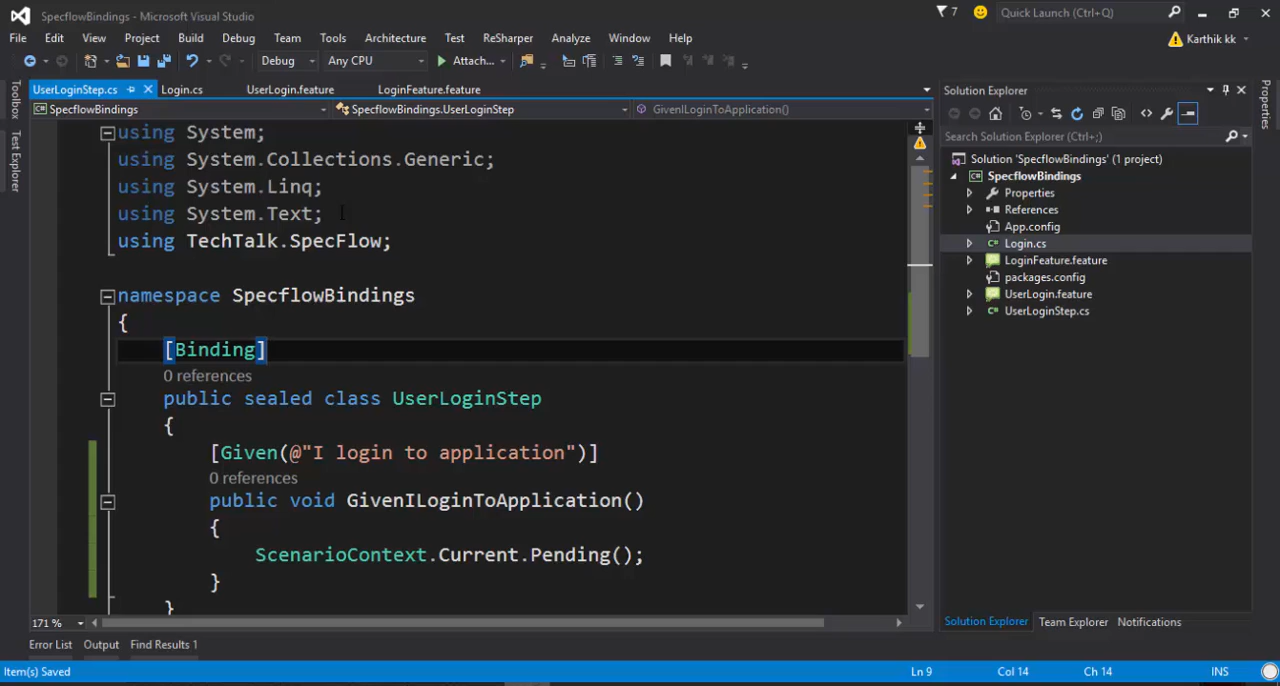 SpecflowBindings - Microsoft Visual Studio
7
Quick Launch (Ctrl+Q)
File Edit View Project Build Debug Team Tools Architecture Test ReSharper Analyze Window Help
Karthik kk
Debug Any CPU Attach...
UserLoginStep.cs Login.cs UserLogin.feature LoginFeature.feature
SpecflowBindings SpecflowBindings.UserLoginStep GivenILoginToApplication()
Toolbox
Test Explorer
using System;
using System.Collections.Generic;
using System.Linq;
using System.Text;
using TechTalk.SpecFlow;
namespace SpecflowBindings
{
[Binding]
0 references
public sealed class UserLoginStep
{
[Given(@"I login to application")]
0 references
public void GivenILoginToApplication()
{
ScenarioContext.Current.Pending();
}
}
171 %
Solution Explorer
Search Solution Explorer (Ctrl+;)
Solution 'SpecflowBindings' (1 project)
SpecflowBindings
Properties
References
App.config
Login.cs
LoginFeature.feature
packages.config
UserLogin.feature
UserLoginStep.cs
Solution Explorer Team Explorer Notifications
Properties
Error List Output Find Results 1
Item(s) Saved Ln 9 Col 14 Ch 14 INS